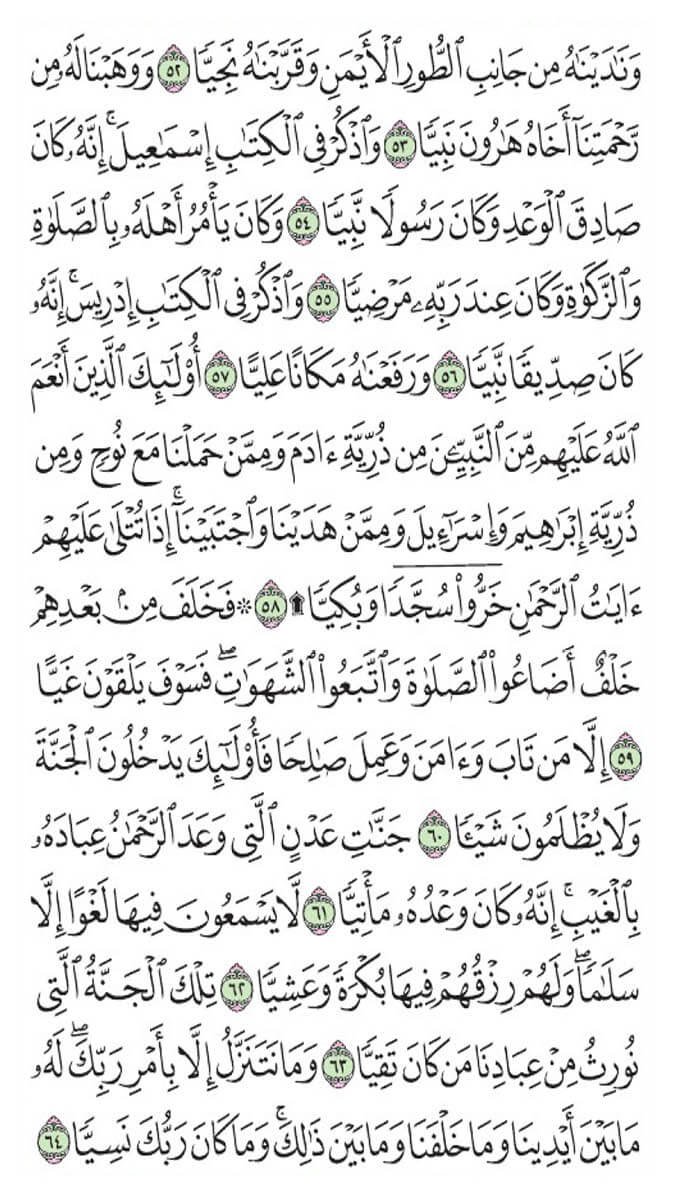 وَنَٰدَيْنَٰهُ مِن جَانِبِ ٱلطُّورِ ٱلْأَيْمَنِ وَقَرَّبْنَٰهُ نَجِيًّا ٥٢ وَوَهَبْنَا لَهُۥ مِن
رَّحْمَتِنَآ أَخَاهُ هَٰرُونَ نَبِيًّا ٥٣ وَٱذْكُرْ فِى ٱلْكِتَٰبِ إِسْمَٰعِيلَ ۚ إِنَّهُۥ كَانَ
صَادِقَ ٱلْوَعْدِ وَكَانَ رَسُولًا نَّبِيًّا ٥٤ وَكَانَ يَأْمُرُ أَهْلَهُۥ بِٱلصَّلَوٰةِ
وَٱلزَّكَوٰةِ وَكَانَ عِندَ رَبِّهِۦ مَرْضِيًّا ٥٥ وَٱذْكُرْ فِى ٱلْكِتَٰبِ إِدْرِيسَ ۚ إِنَّهُۥ
كَانَ صِدِّيقًا نَّبِيًّا ٥٦ وَرَفَعْنَٰهُ مَكَانًا عَلِيًّا ٥٧ أُو۟لَٰٓئِكَ ٱلَّذِينَ أَنْعَمَ
ٱللَّهُ عَلَيْهِم مِّنَ ٱلنَّبِيِّۦنَ مِن ذُرِّيَّةِ ءَادَمَ وَمِمَّنْ حَمَلْنَا مَعَ نُوحٍ وَمِن
ذُرِّيَّةِ إِبْرَٰهِيمَ وَإِسْرَٰٓءِيلَ وَمِمَّنْ هَدَيْنَا وَٱجْتَبَيْنَآ ۚ إِذَا تُتْلَىٰ عَلَيْهِمْ
ءَايَٰتُ ٱلرَّحْمَٰنِ خَرُّوا۟ سُجَّدًا وَبُكِيًّا ۩ ٥٨ ۞ فَخَلَفَ مِنۢ بَعْدِهِمْ
خَلْفٌ أَضَاعُوا۟ ٱلصَّلَوٰةَ وَٱتَّبَعُوا۟ ٱلشَّهَوَٰتِ ۖ فَسَوْفَ يَلْقَوْنَ غَيًّا
٥٩ إِلَّا مَن تَابَ وَءَامَنَ وَعَمِلَ صَٰلِحًا فَأُو۟لَٰٓئِكَ يَدْخُلُونَ ٱلْجَنَّةَ
وَلَا يُظْلَمُونَ شَيْـًٔا ٦٠ جَنَّٰتِ عَدْنٍ ٱلَّتِى وَعَدَ ٱلرَّحْمَٰنُ عِبَادَهُۥ
بِٱلْغَيْبِ ۚ إِنَّهُۥ كَانَ وَعْدُهُۥ مَأْتِيًّا ٦١ لَّا يَسْمَعُونَ فِيهَا لَغْوًا إِلَّا
سَلَٰمًا ۖ وَلَهُمْ رِزْقُهُمْ فِيهَا بُكْرَةً وَعَشِيًّا ٦٢ تِلْكَ ٱلْجَنَّةُ ٱلَّتِى
نُورِثُ مِنْ عِبَادِنَا مَن كَانَ تَقِيًّا ٦٣ وَمَا نَتَنَزَّلُ إِلَّا بِأَمْرِ رَبِّكَ ۖ لَهُۥ
مَا بَيْنَ أَيْدِينَا وَمَا خَلْفَنَا وَمَا بَيْنَ ذَٰلِكَ ۚ وَمَا كَانَ رَبُّكَ نَسِيًّا ٦٤